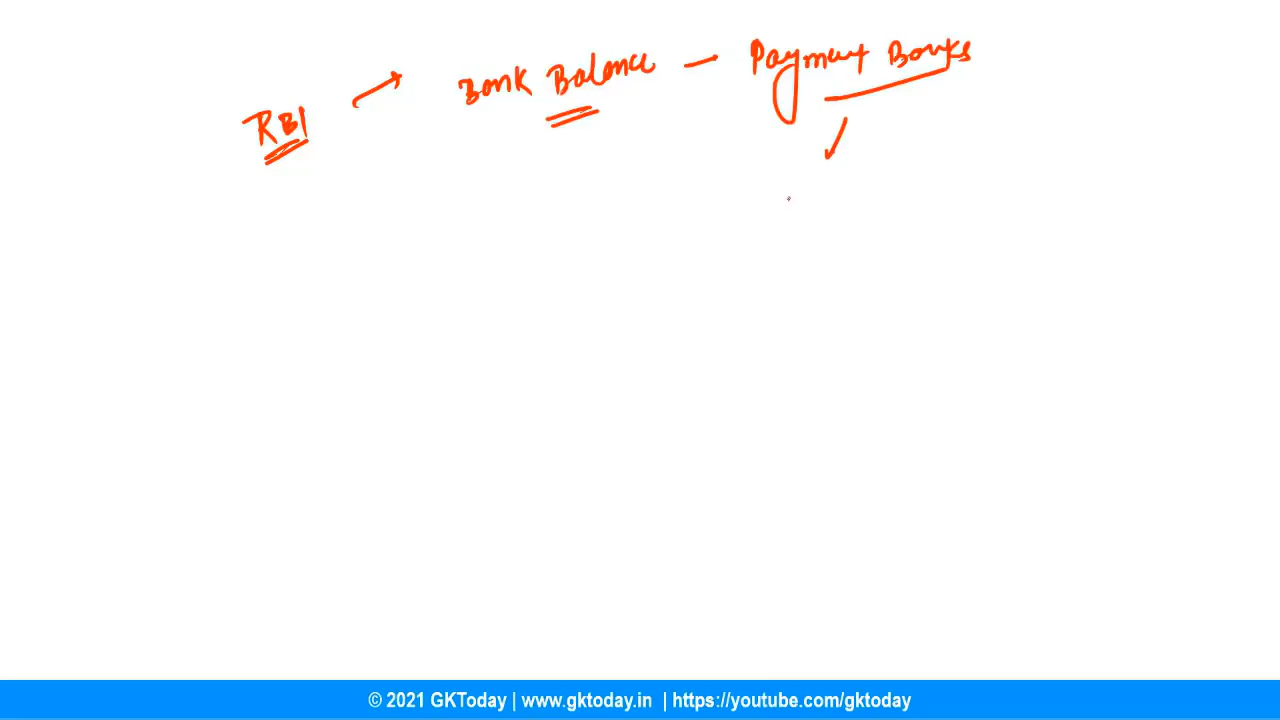 RBI → Bank Balance - Payment Banks
© 2021 GKToday | www.gktoday.in | https://youtube.com/gktoday